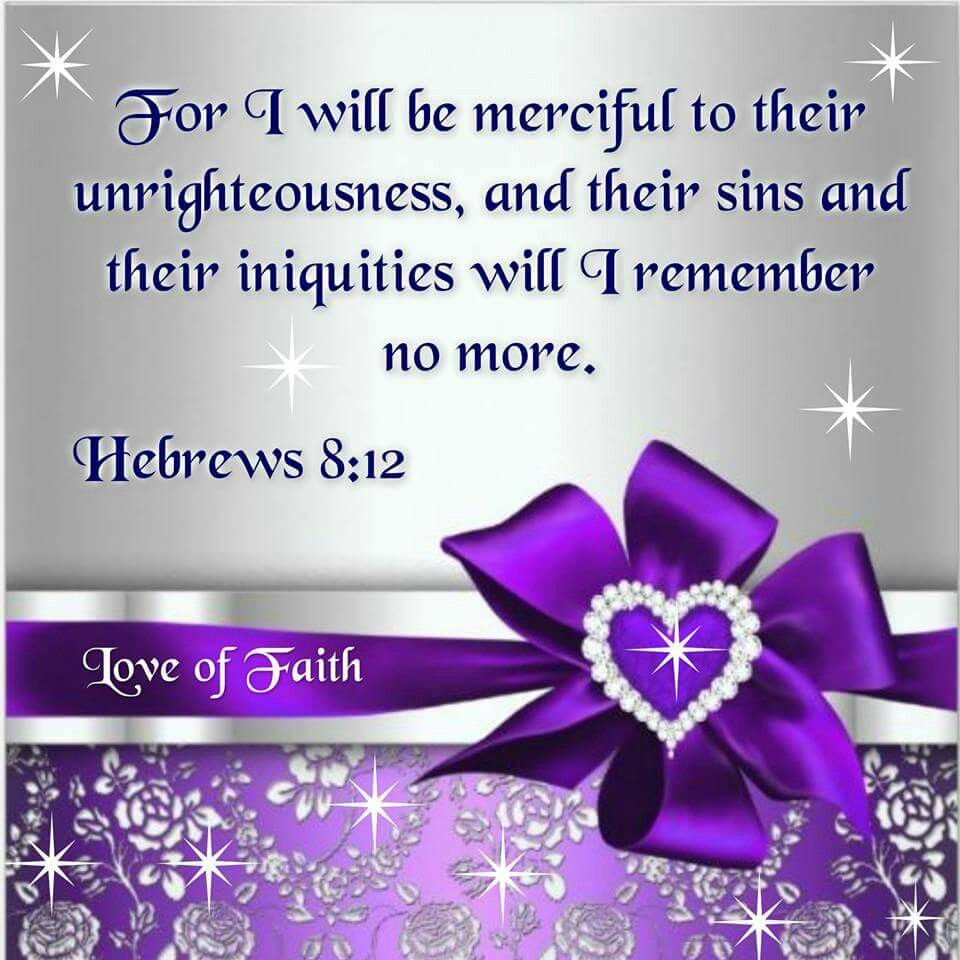 For I will be merciful to their
unrighteousness, and their sins and
their iniquities will I remember
no more.
Hebrews 8:12
Love of Faith